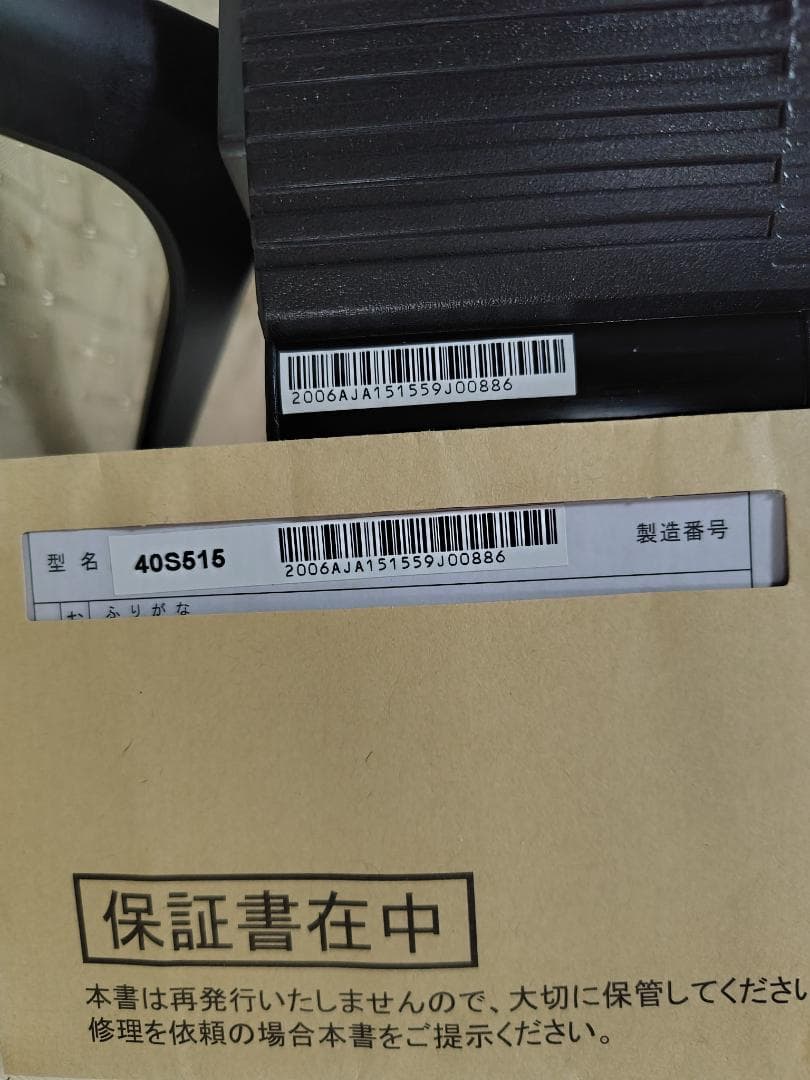 2006AJA151559J00886
型名 40S515 製造番号
2006AJA151559J00886
お ふりがな
保証書在中
本書は再発行いたしませんので、大切に保管してください
修理を依頼の場合本書をご提示ください。